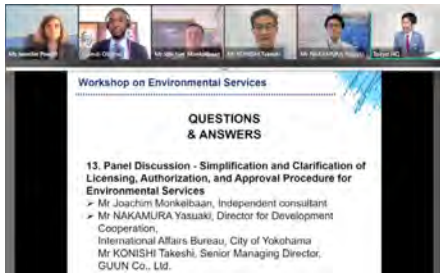 Mr KONISHI Takeshi
Mr NAKAMURA Yasuaki
Tokyo HQ
Workshop on Environmental Services
QUESTIONS
& ANSWERS
13. Panel Discussion - Simplification and Clarification of
Licensing, Authorization, and Approval Procedure for
Environmental Services
➢ Mr Joachim Monkelbaan, Independent consultant
➢ Mr NAKAMURA Yasuaki, Director for Development
Cooperation,
International Affairs Bureau, City of Yokohama
Mr KONISHI Takeshi, Senior Managing Director,
GUUN Co., Ltd.